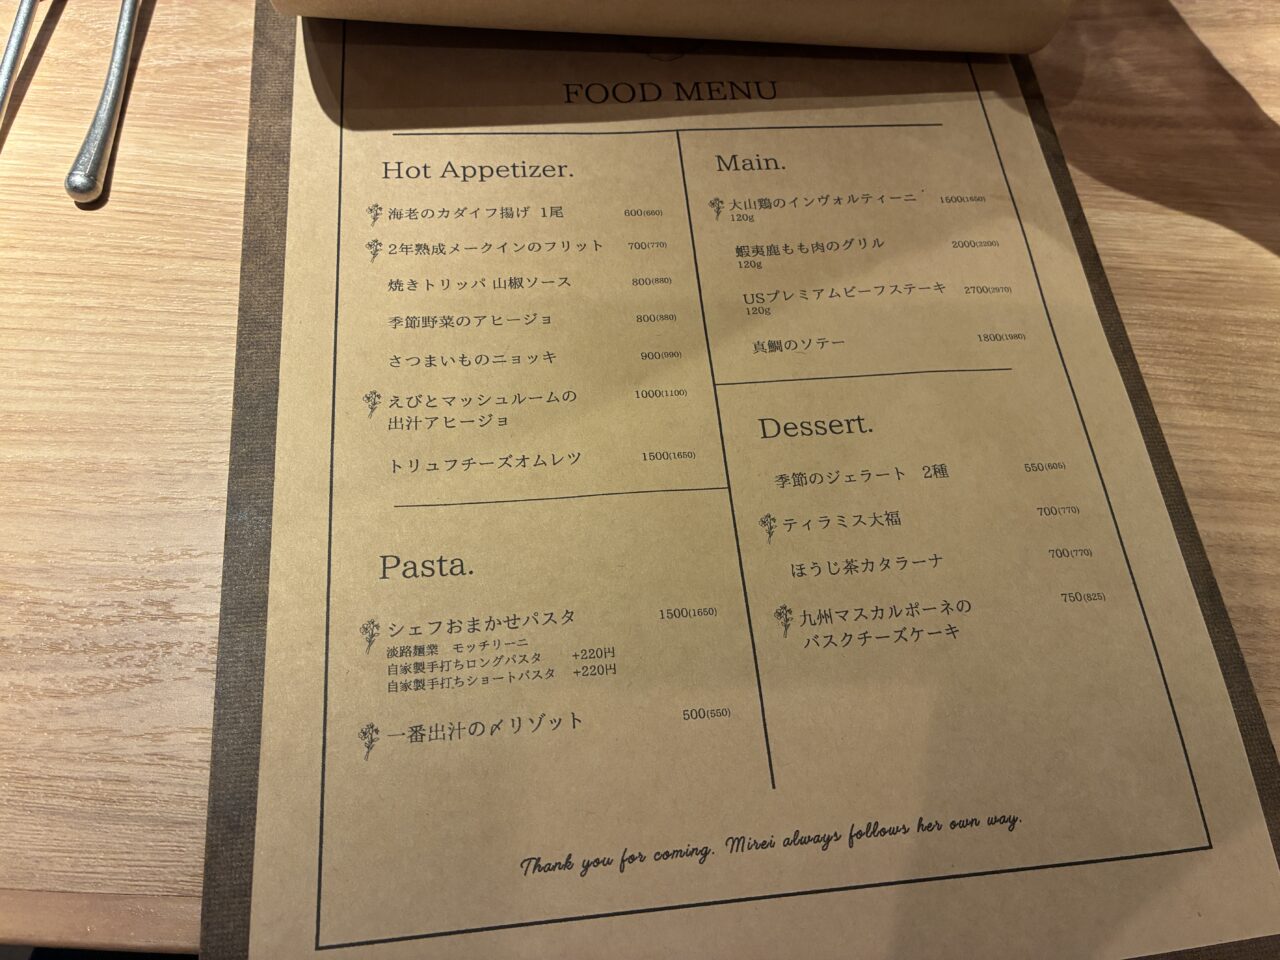 FOOD MENU
Hot Appetizer.
海老のカダイフ揚げ 1尾 600(660)
2年熟成メークインのフリット 700(770)
焼きトリッパ 山椒ソース 800(880)
季節野菜のアヒージョ 800(880)
さつまいものニョッキ 900(990)
えびとマッシュルームの 1000(1100)
出汁アヒージョ
トリュフチーズオムレツ 1500(1650)
Pasta.
シェフおまかせパスタ 1500(1650)
淡路麺業 モッチリーニ
自家製手打ちロングパスタ +220円
自家製手打ちショートパスタ +220円
一番出汁の〆リゾット 500(550)
Main.
大山鶏のインヴォルティーニ 1500(1650)
120g
蝦夷鹿もも肉のグリル 2000(2200)
120g
USプレミアムビーフステーキ 2700(2970)
120g
真鯛のソテー 1800(1980)
Dessert.
季節のジェラート 2種 550(605)
ティラミス大福 700(770)
ほうじ茶カタラーナ 700(770)
九州マスカルポーネの 750(825)
バスクチーズケーキ
Thank you for coming. Mirei always follows her own way.